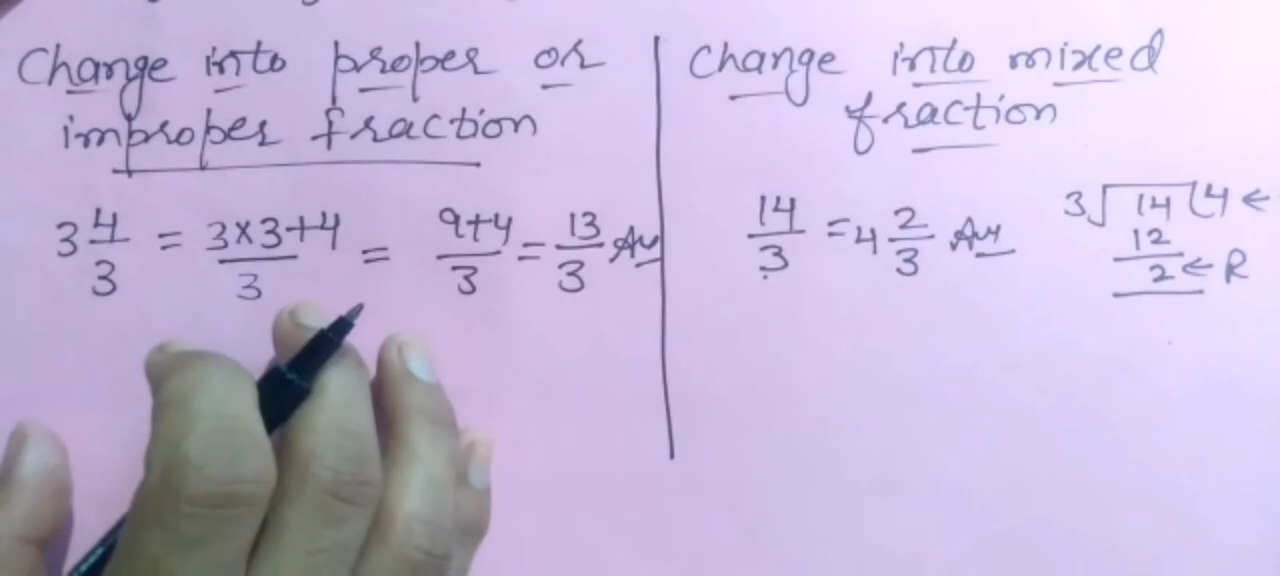 Change into proper or
improper fraction
3 4/3 = 3×3+4/3 = 9+4/3 = 13/3 Ans
Change into mixed
fraction
14/3 = 4 2/3 Ans
3 14 4 ←
12
2 ← R